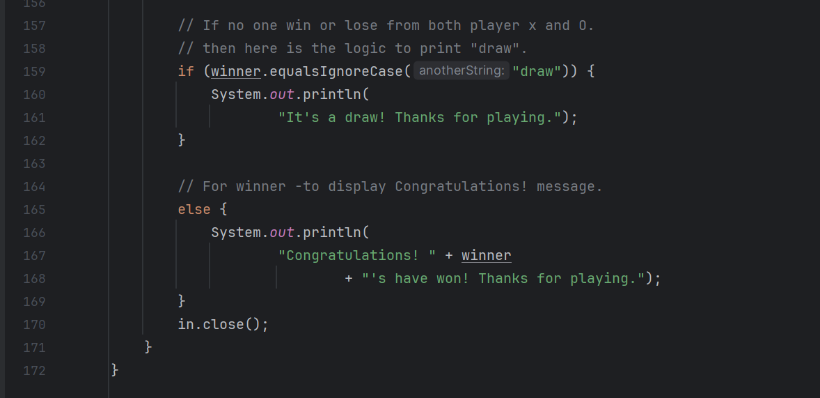 156
157 // If no one win or lose from both player x and O.
158 // then here is the logic to print "draw".
159 if (winner.equalsIgnoreCase( anotherString: "draw")) {
160 System.out.println(
161 "It's a draw! Thanks for playing.");
162 }
163
164 // For winner -to display Congratulations! message.
165 else {
166 System.out.println(
167 "Congratulations! " + winner
168 + "'s have won! Thanks for playing.");
169 }
170 in.close();
171 }
172 }